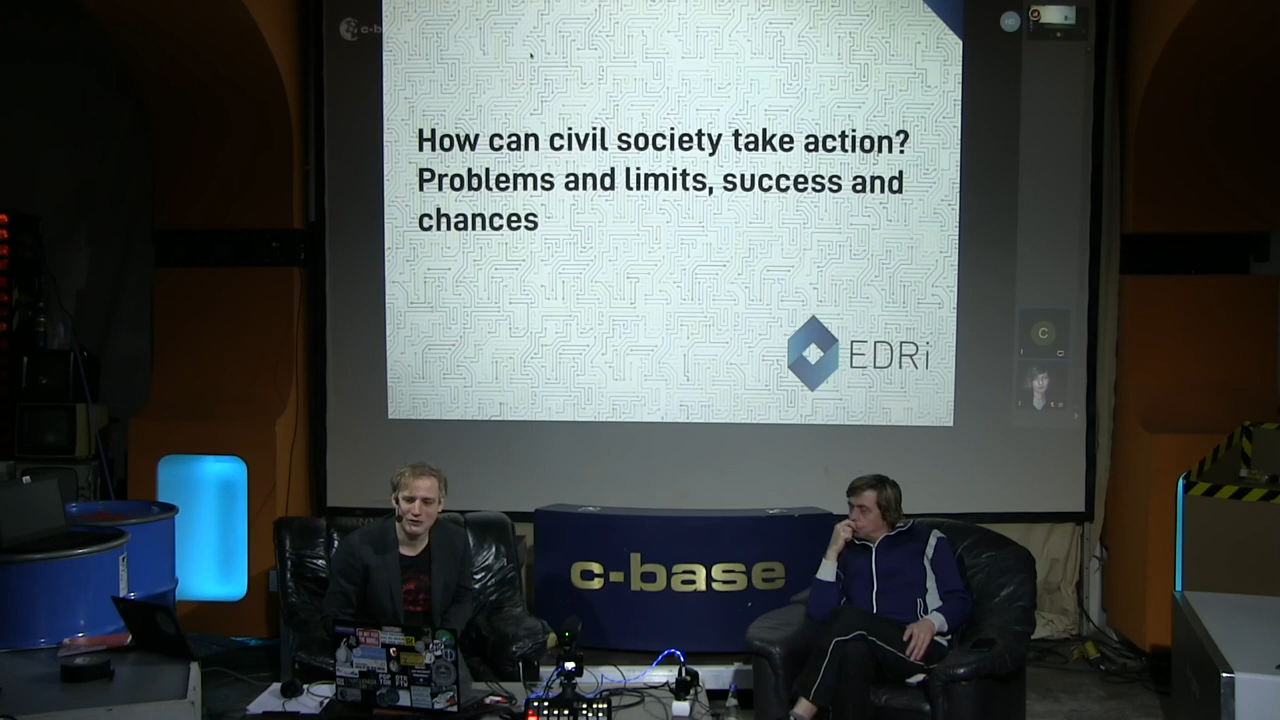 c-b
How can civil society take action?
Problems and limits, success and
chances
EDRi
C
c-base